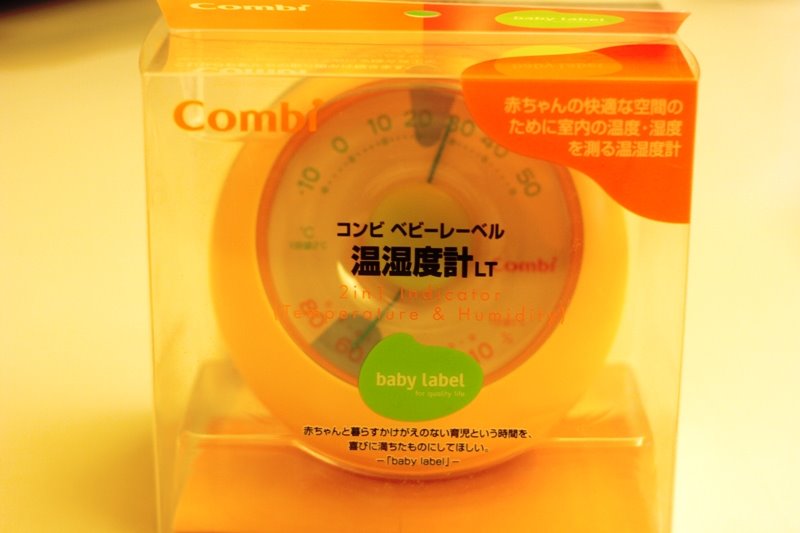 Combi
baby label
Combi
赤ちゃんの快適な空間の
ために室内の温度・湿度
を測る温湿度計
-10 0 10 20 30 40 50
℃
コンビ ベビーレーベル
温湿度計LT
Combi
2in1 Indicator
(Temperature & Humidity)
80
60
10
baby label
for quality life
赤ちゃんと暮らすかけがえのない育児という時間を、
喜びに満ちたものにしてほしい。
−「baby label」−